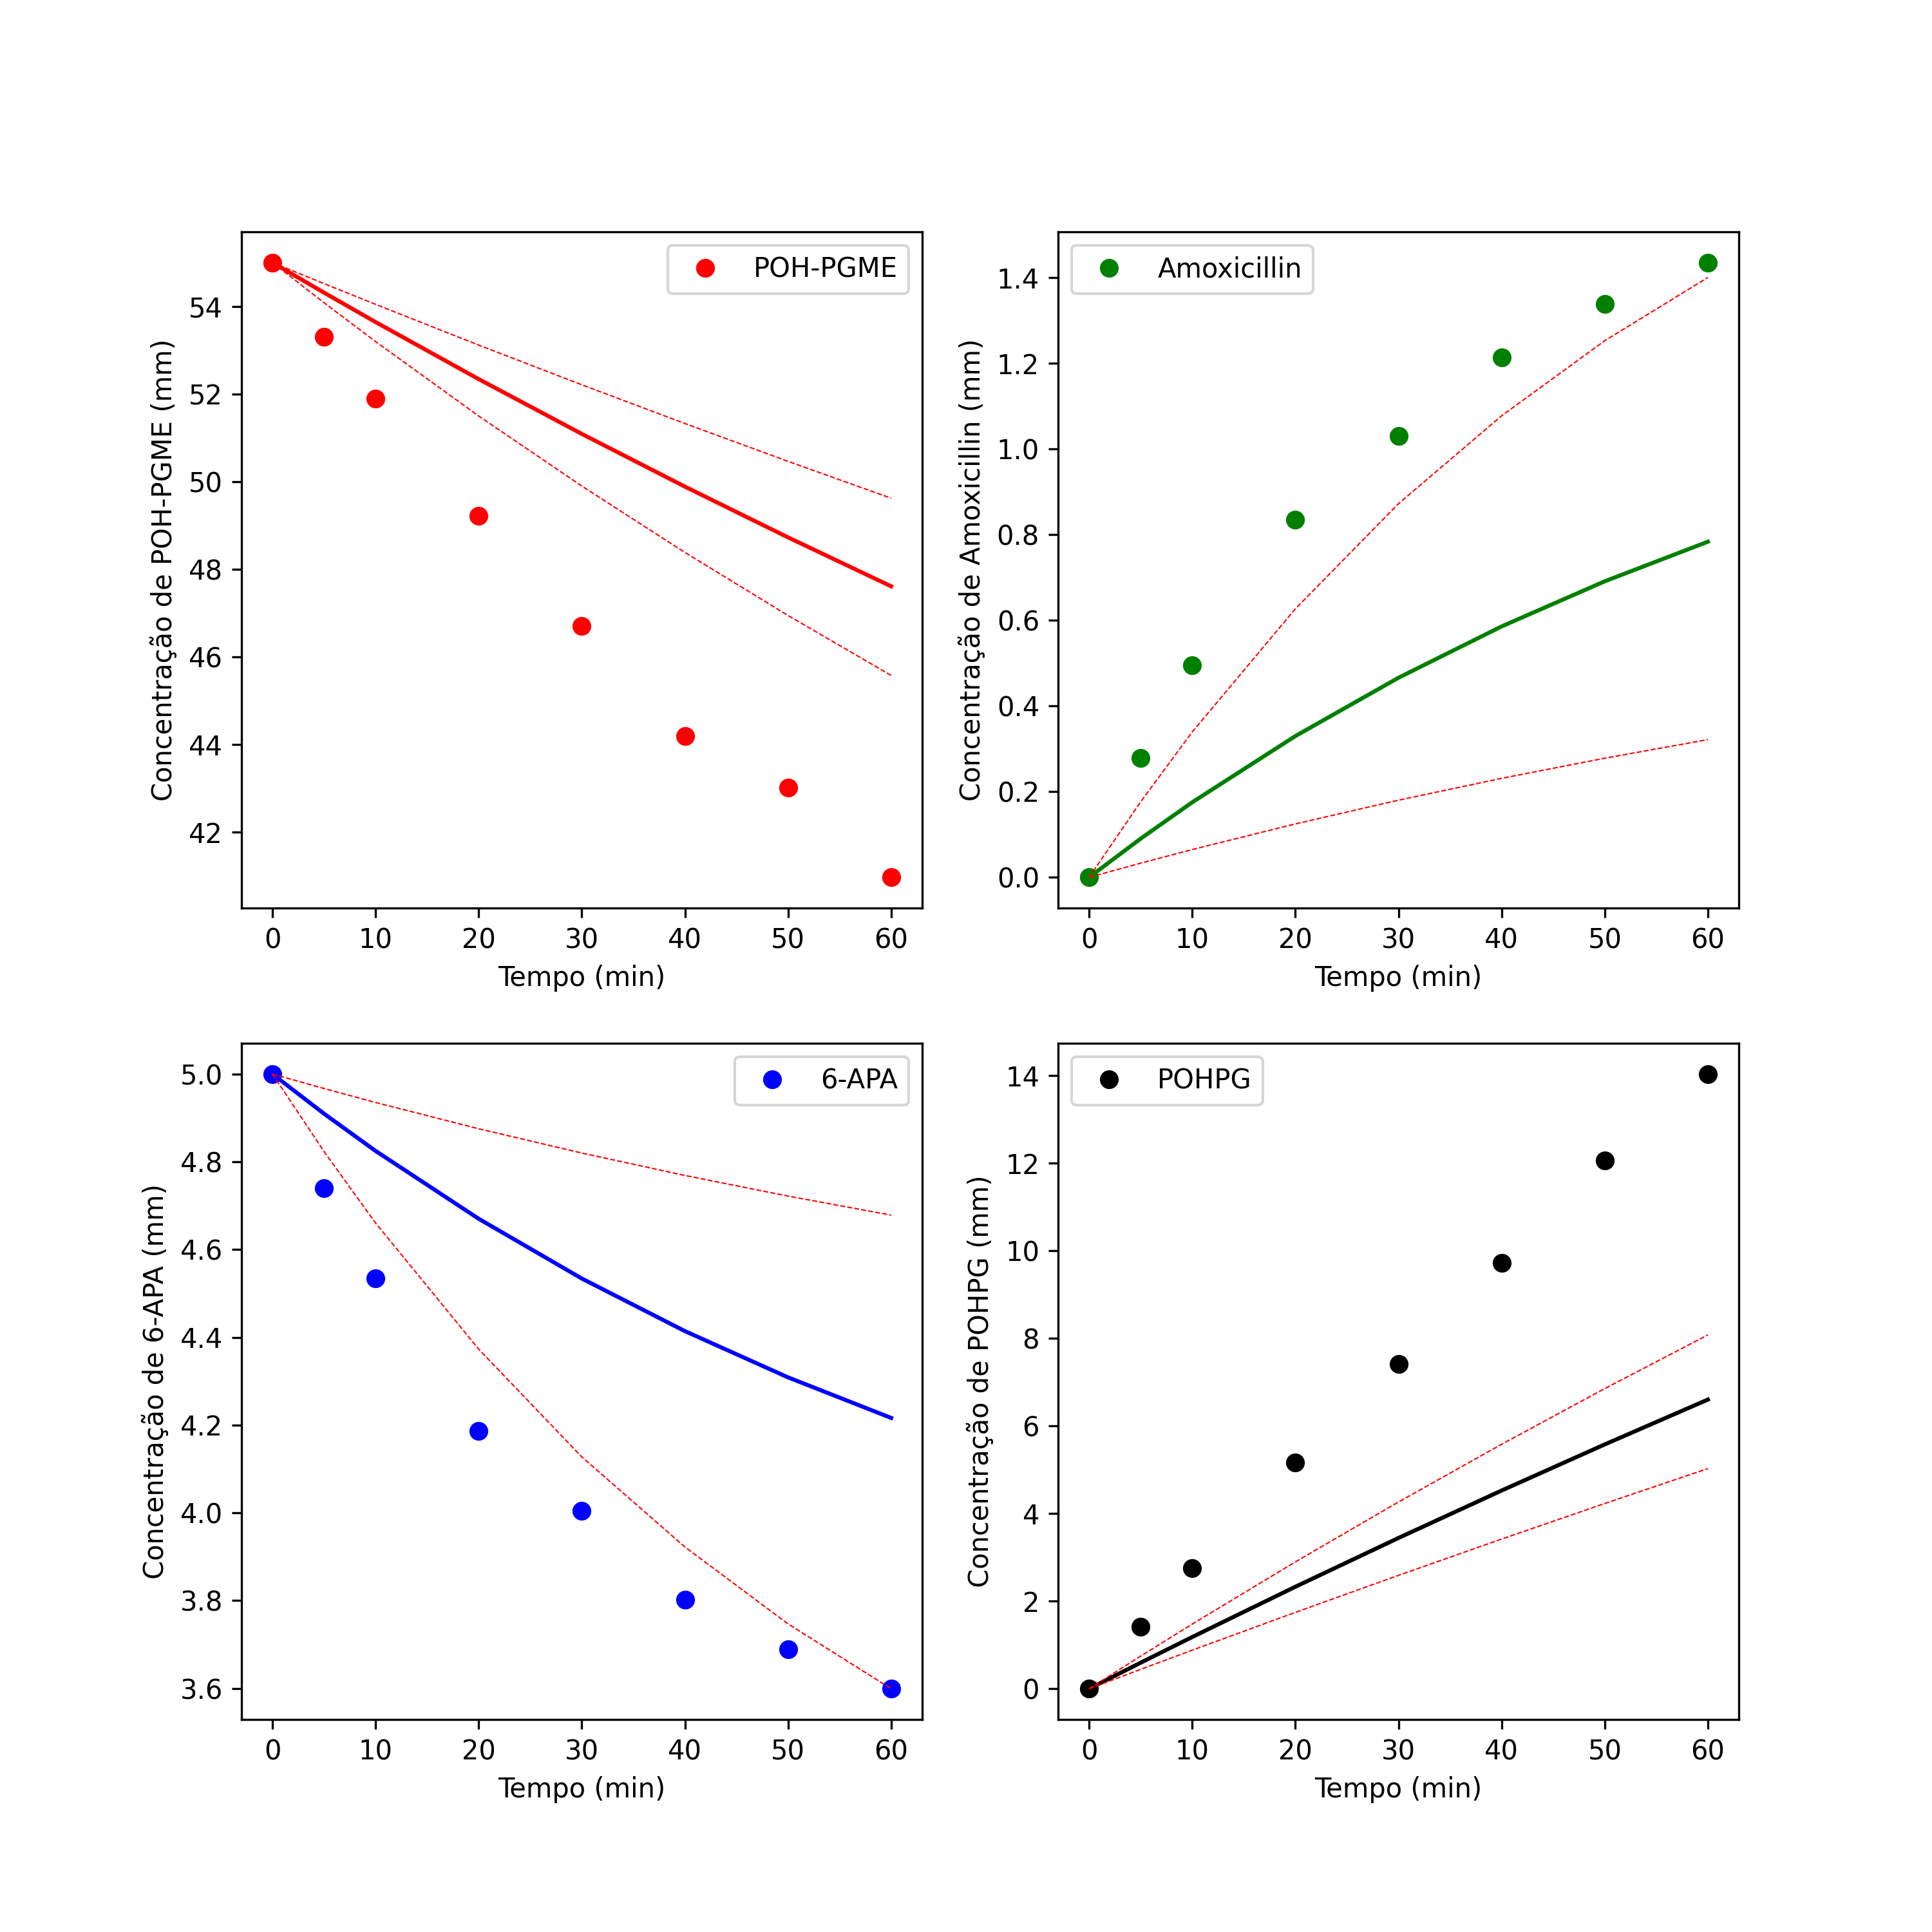 POH-PGME
Concentração de POH-PGME (mm)
54
52
50
48
46
44
42
0 10 20 30 40 50 60
Tempo (min)
Amoxicillin
Concentração de Amoxicillin (mm)
1.4
1.2
1.0
0.8
0.6
0.4
0.2
0.0
0 10 20 30 40 50 60
Tempo (min)
6-APA
Concentração de 6-APA (mm)
5.0
4.8
4.6
4.4
4.2
4.0
3.8
3.6
0 10 20 30 40 50 60
Tempo (min)
POHPG
Concentração de POHPG (mm)
14
12
10
8
6
4
2
0
0 10 20 30 40 50 60
Tempo (min)